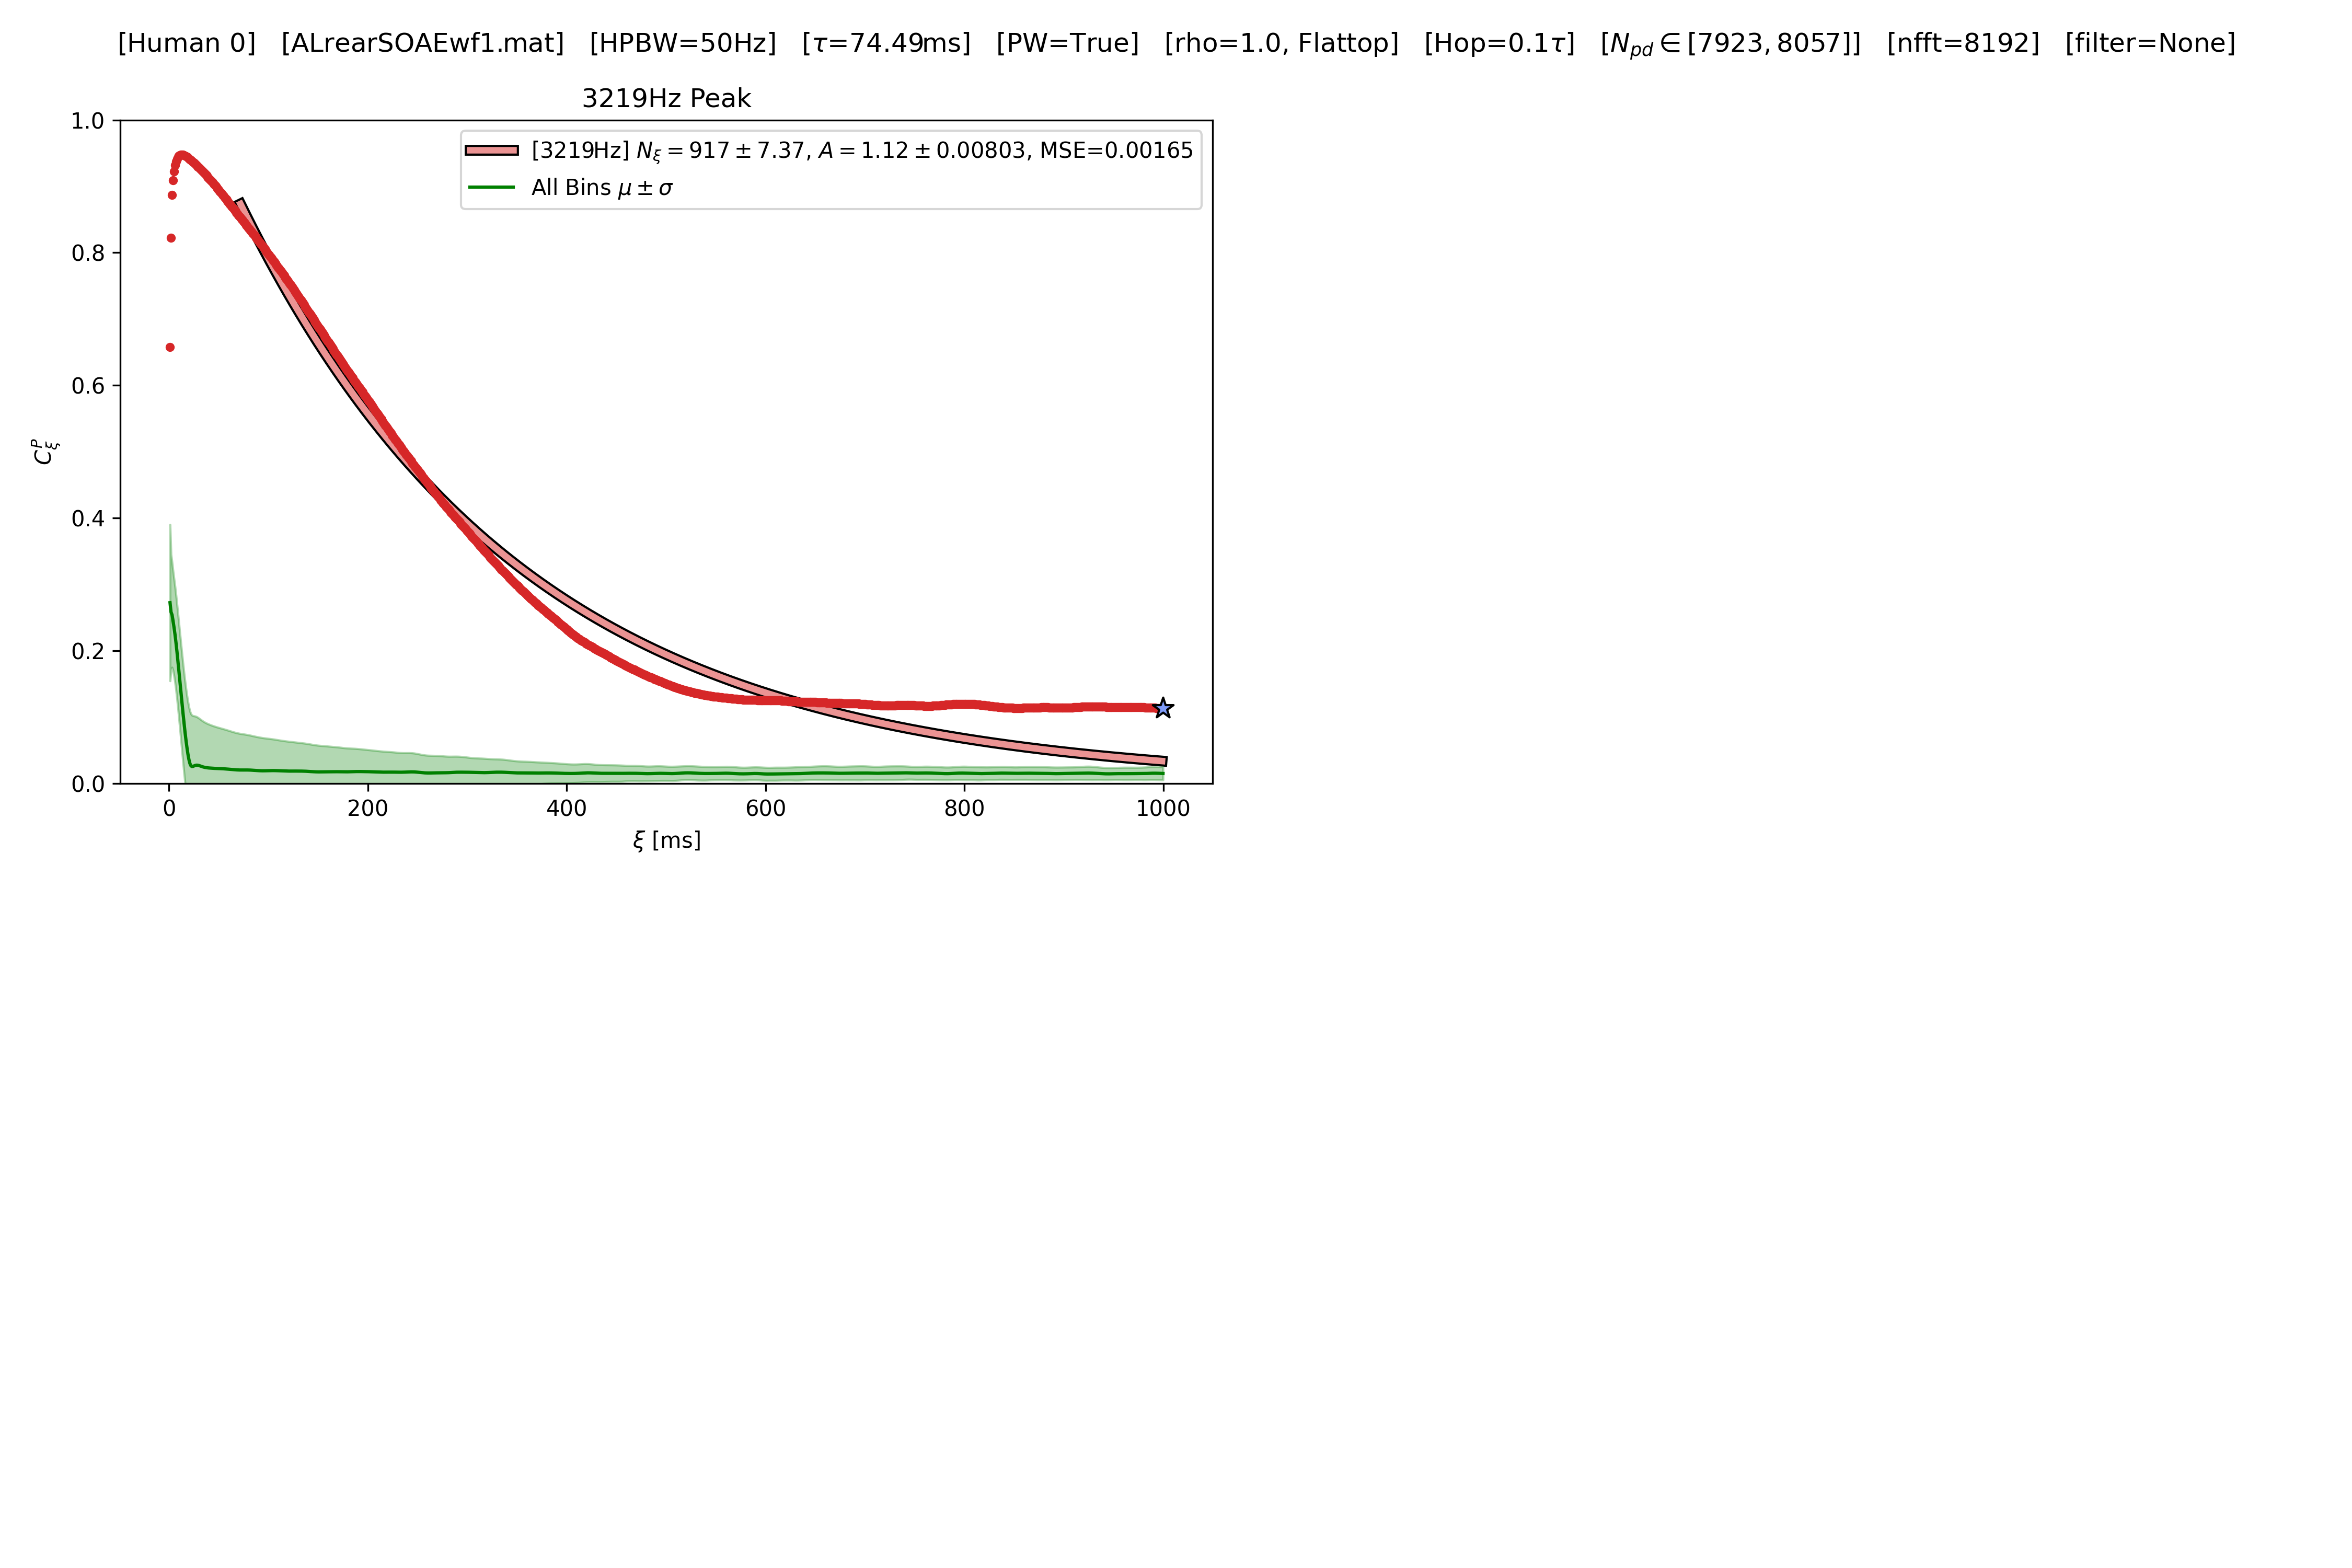 [Human 0] [ALrearSOAEwf1.mat] [HPBW=50Hz] [τ=74.49ms] [PW=True] [rho=1.0, Flattop] [Hop=0.1τ] [N_pd ∈ [7923, 8057]] [nfft=8192] [filter=None]
3219Hz Peak
[3219Hz] N_ξ = 917 ± 7.37, A = 1.12 ± 0.00803, MSE=0.00165
All Bins μ ± σ
1.0
0.8
0.6
0.4
0.2
0.0
C_ξ^P
0 200 400 600 800 1000
ξ [ms]